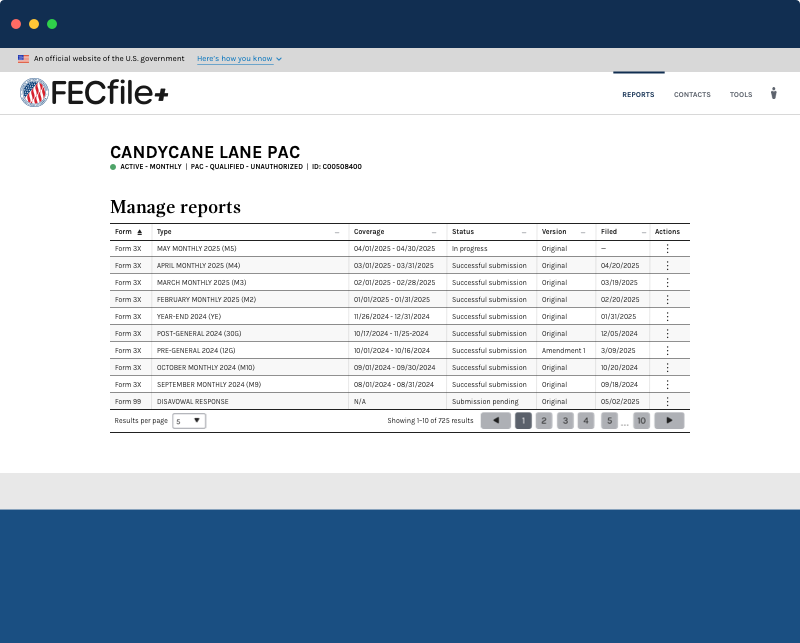 An official website of the U.S. government Here's how you know
FECfile+
REPORTS CONTACTS TOOLS
CANDYCANE LANE PAC
ACTIVE - MONTHLY | PAC - QUALIFIED - UNAUTHORIZED | ID: C00508400
Manage reports
Form Type Coverage Status Version Filed Actions
Form 3X MAY MONTHLY 2025 (M5) 04/01/2025 - 04/30/2025 In progress Original —
Form 3X APRIL MONTHLY 2025 (M4) 03/01/2025 - 03/31/2025 Successful submission Original 04/20/2025
Form 3X MARCH MONTHLY 2025 (M3) 02/01/2025 - 02/28/2025 Successful submission Original 03/19/2025
Form 3X FEBRUARY MONTHLY 2025 (M2) 01/01/2025 - 01/31/2025 Successful submission Original 02/20/2025
Form 3X YEAR-END 2024 (YE) 11/26/2024 - 12/31/2024 Successful submission Original 01/31/2025
Form 3X POST-GENERAL 2024 (30G) 10/17/2024 - 11/25-2024 Successful submission Original 12/05/2024
Form 3X PRE-GENERAL 2024 (12G) 10/01/2024 - 10/16/2024 Successful submission Amendment 1 3/09/2025
Form 3X OCTOBER MONTHLY 2024 (M10) 09/01/2024 - 09/30/2024 Successful submission Original 10/20/2024
Form 3X SEPTEMBER MONTHLY 2024 (M9) 08/01/2024 - 08/31/2024 Successful submission Original 09/18/2024
Form 99 DISAVOWAL RESPONSE N/A Submission pending Original 05/02/2025
Results per page 5 Showing 1-10 of 725 results 1 2 3 4 5 ... 10